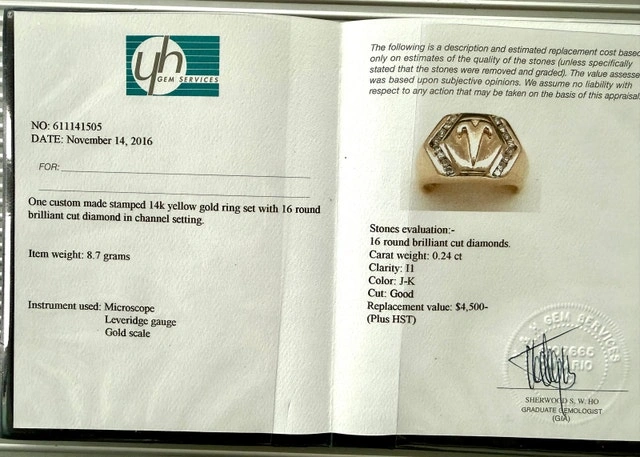 yh
GEM SERVICES
NO: 611141505
DATE: November 14, 2016
FOR:
One custom made stamped 14k yellow gold ring set with 16 round
brilliant cut diamond in channel setting.
Item weight: 8.7 grams
Instrument used: Microscope
Leveridge gauge
Gold scale
The following is a description and estimated replacement cost based
only on estimates of the quality of the stones (unless specifically
stated that the stones were removed and graded). The value assesse
was based upon subjective opinions. We assume no liability with
respect to any action that may be taken on the basis of this appraisal
Stones evaluation:-
16 round brilliant cut diamonds.
Carat weight: 0.24 ct
Clarity: I1
Color: J-K
Cut: Good
Replacement value: $4,500-
(Plus HST)
GEM SERVICES
SHERWOOD S. W. HO
GRADUATE GEMOLOGIST
(GIA)